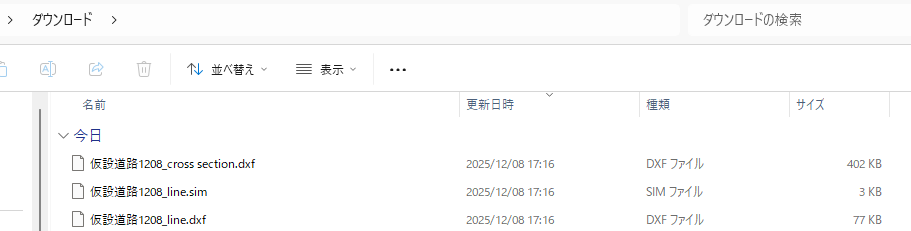 ダウンロード
ダウンロードの検索
並べ替え 表示
名前 更新日時 種類 サイズ
今日
仮設道路1208_cross section.dxf 2025/12/08 17:16 DXF ファイル 402 KB
仮設道路1208_line.sim 2025/12/08 17:16 SIM ファイル 3 KB
仮設道路1208_line.dxf 2025/12/08 17:16 DXF ファイル 77 KB